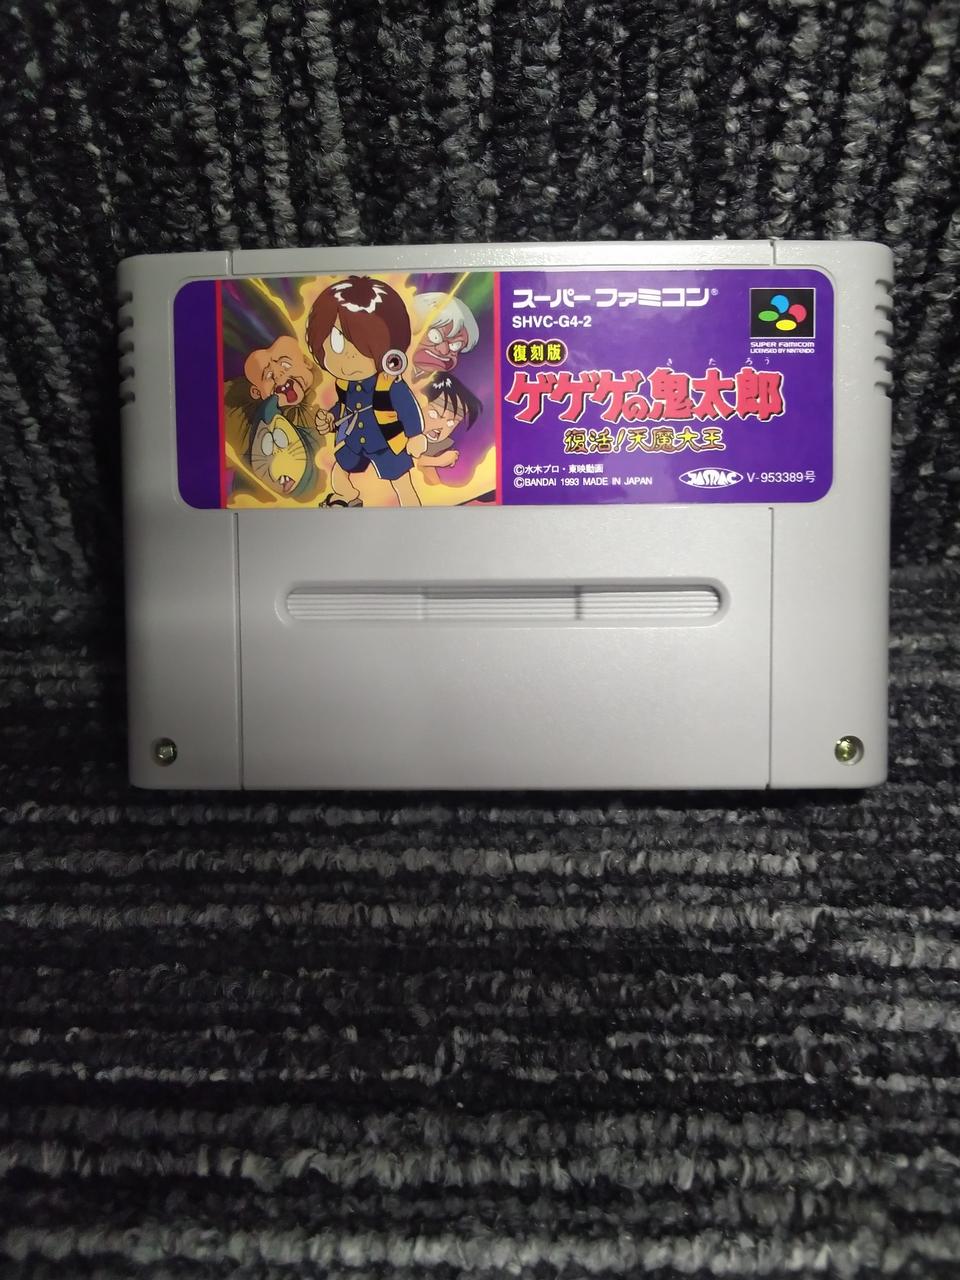 スーパーファミコン®
SHVC-G4-2
SUPER FAMICOM
LICENSED BY NINTENDO
復刻版
きたろう
ゲゲゲの鬼太郎
復活!天魔大王
©水木プロ・東映動画
©BANDAI 1993 MADE IN JAPAN
JASRAC V-953389号